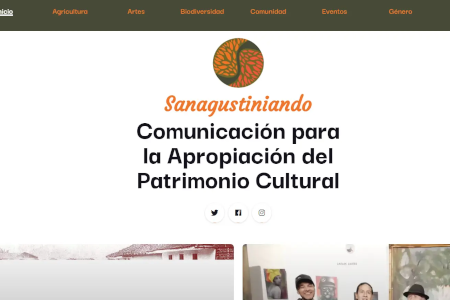 Inicio Agricultura Artes Biodiversidad Comunidad Eventos Género
Sanagustiniando
Comunicación para
la Apropiación del
Patrimonio Cultural